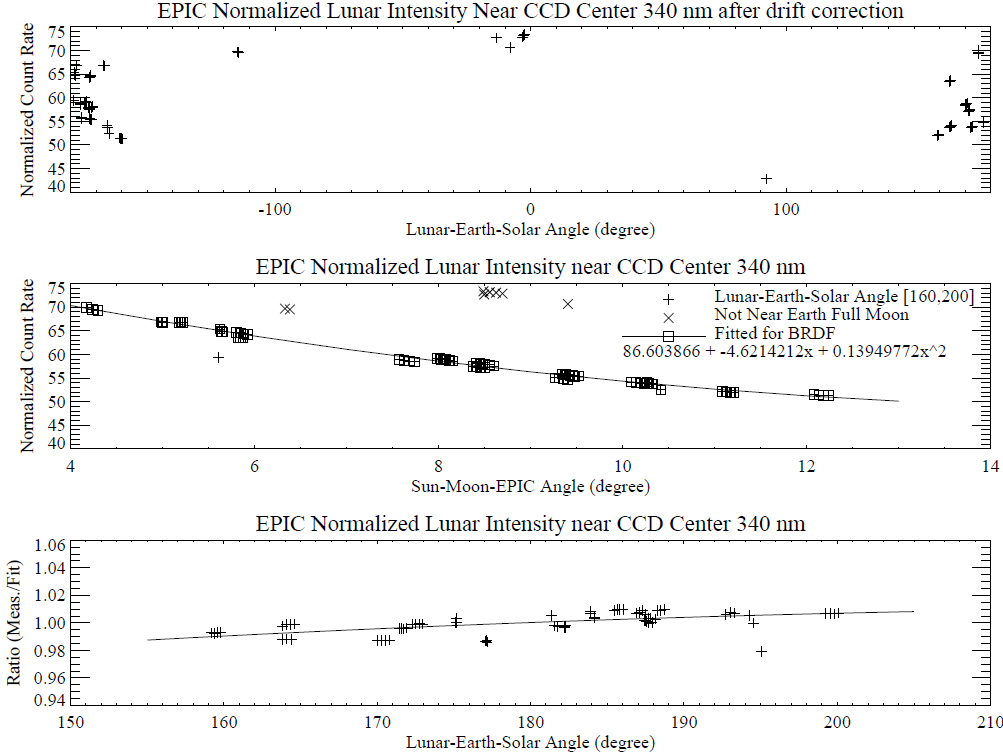 EPIC Normalized Lunar Intensity Near CCD Center 340 nm after drift correction
Normalized Count Rate
75
70
65
60
55
50
45
40
-100 0 100
Lunar-Earth-Solar Angle (degree)
EPIC Normalized Lunar Intensity near CCD Center 340 nm
Normalized Count Rate
75
70
65
60
55
50
45
40
Lunar-Earth-Solar Angle [160,200]
Not Near Earth Full Moon
Fitted for BRDF
86.603866 + -4.6214212x + 0.13949772x^2
4 6 8 10 12 14
Sun-Moon-EPIC Angle (degree)
EPIC Normalized Lunar Intensity near CCD Center 340 nm
Ratio (Meas./Fit)
1.06
1.04
1.02
1.00
0.98
0.96
0.94
150 160 170 180 190 200 210
Lunar-Earth-Solar Angle (degree)